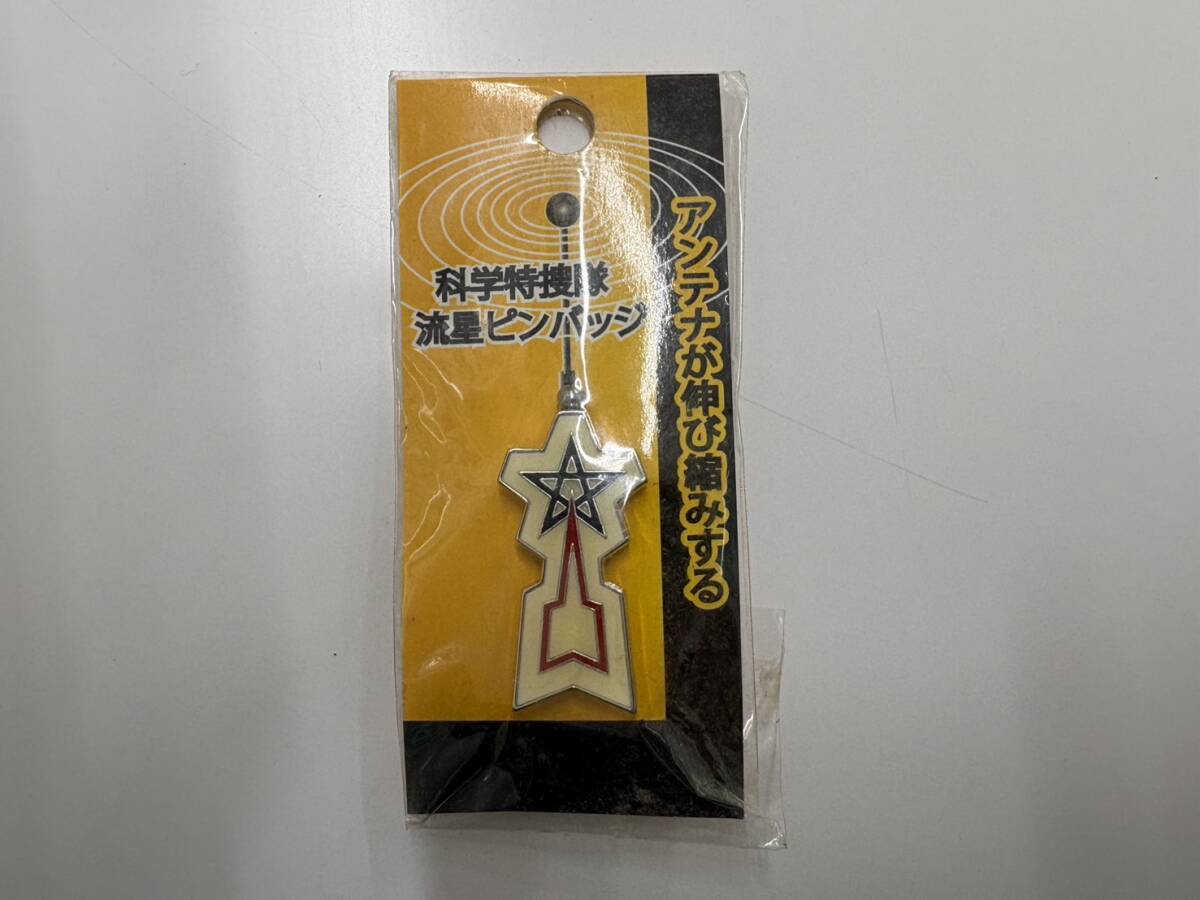 科学特捜隊
流星ピンバッジ
アンテナが伸び縮みする